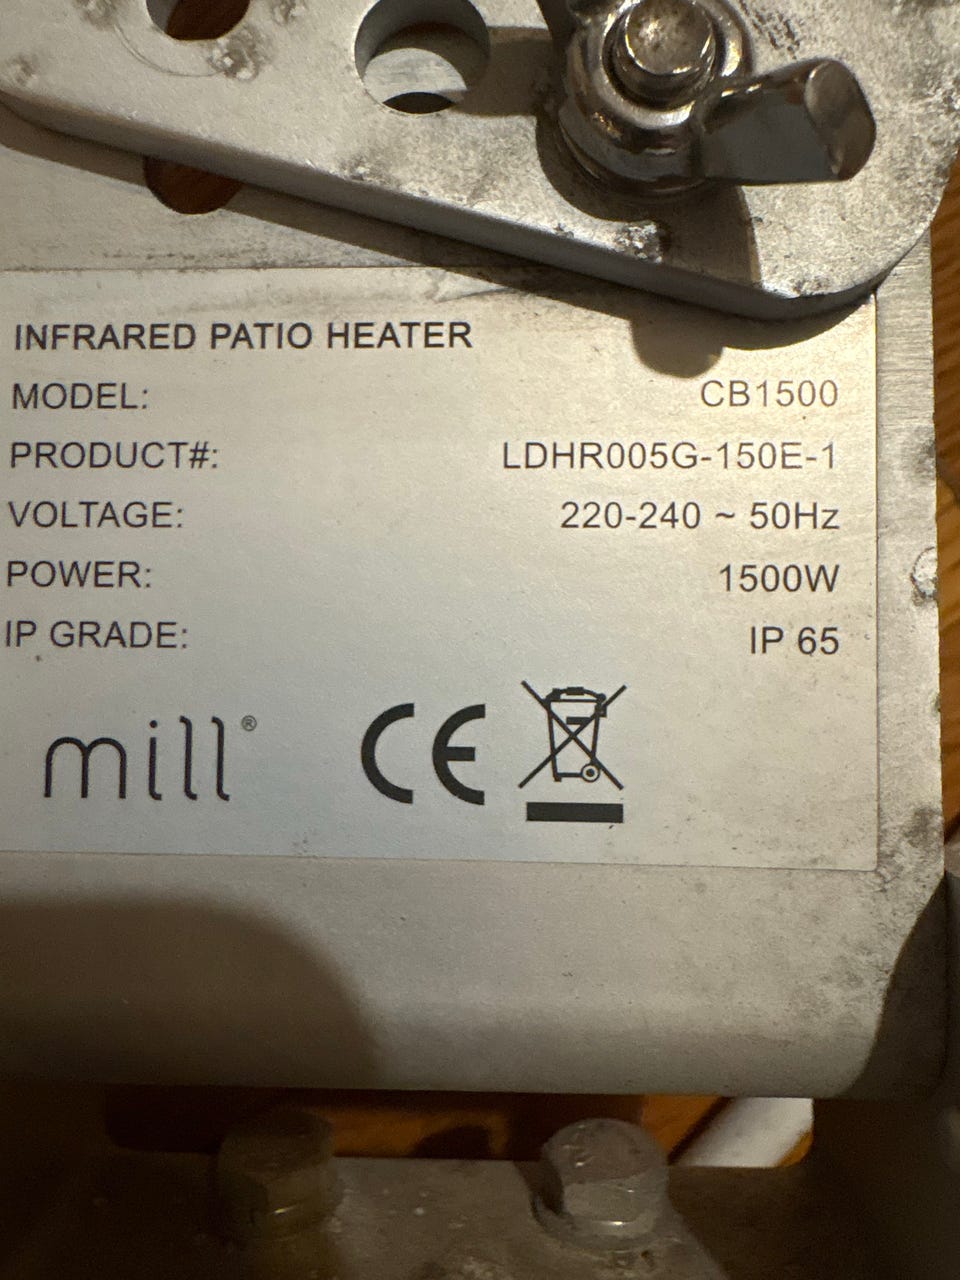 INFRARED PATIO HEATER
MODEL: CB1500
PRODUCT#: LDHR005G-150E-1
VOLTAGE: 220-240 ~ 50Hz
POWER: 1500W
IP GRADE: IP 65
mill® CE